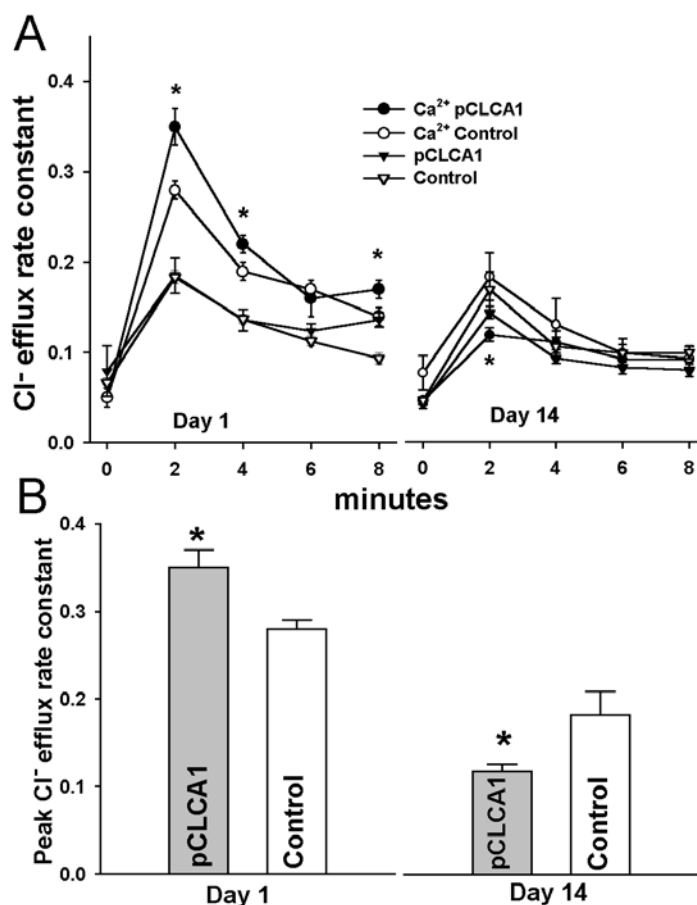 A
Cl- efflux rate constant
0.4
0.3
0.2
0.1
0.0
*
*
*
Ca²⁺ pCLCA1
Ca²⁺ Control
pCLCA1
Control
Day 1
*
Day 14
0 2 4 6 8 0 2 4 6 8
minutes
B
Peak Cl⁻ efflux rate constant
0.4
0.3
0.2
0.1
0.0
*
pCLCA1
Control
*
pCLCA1
Control
Day 1 Day 14